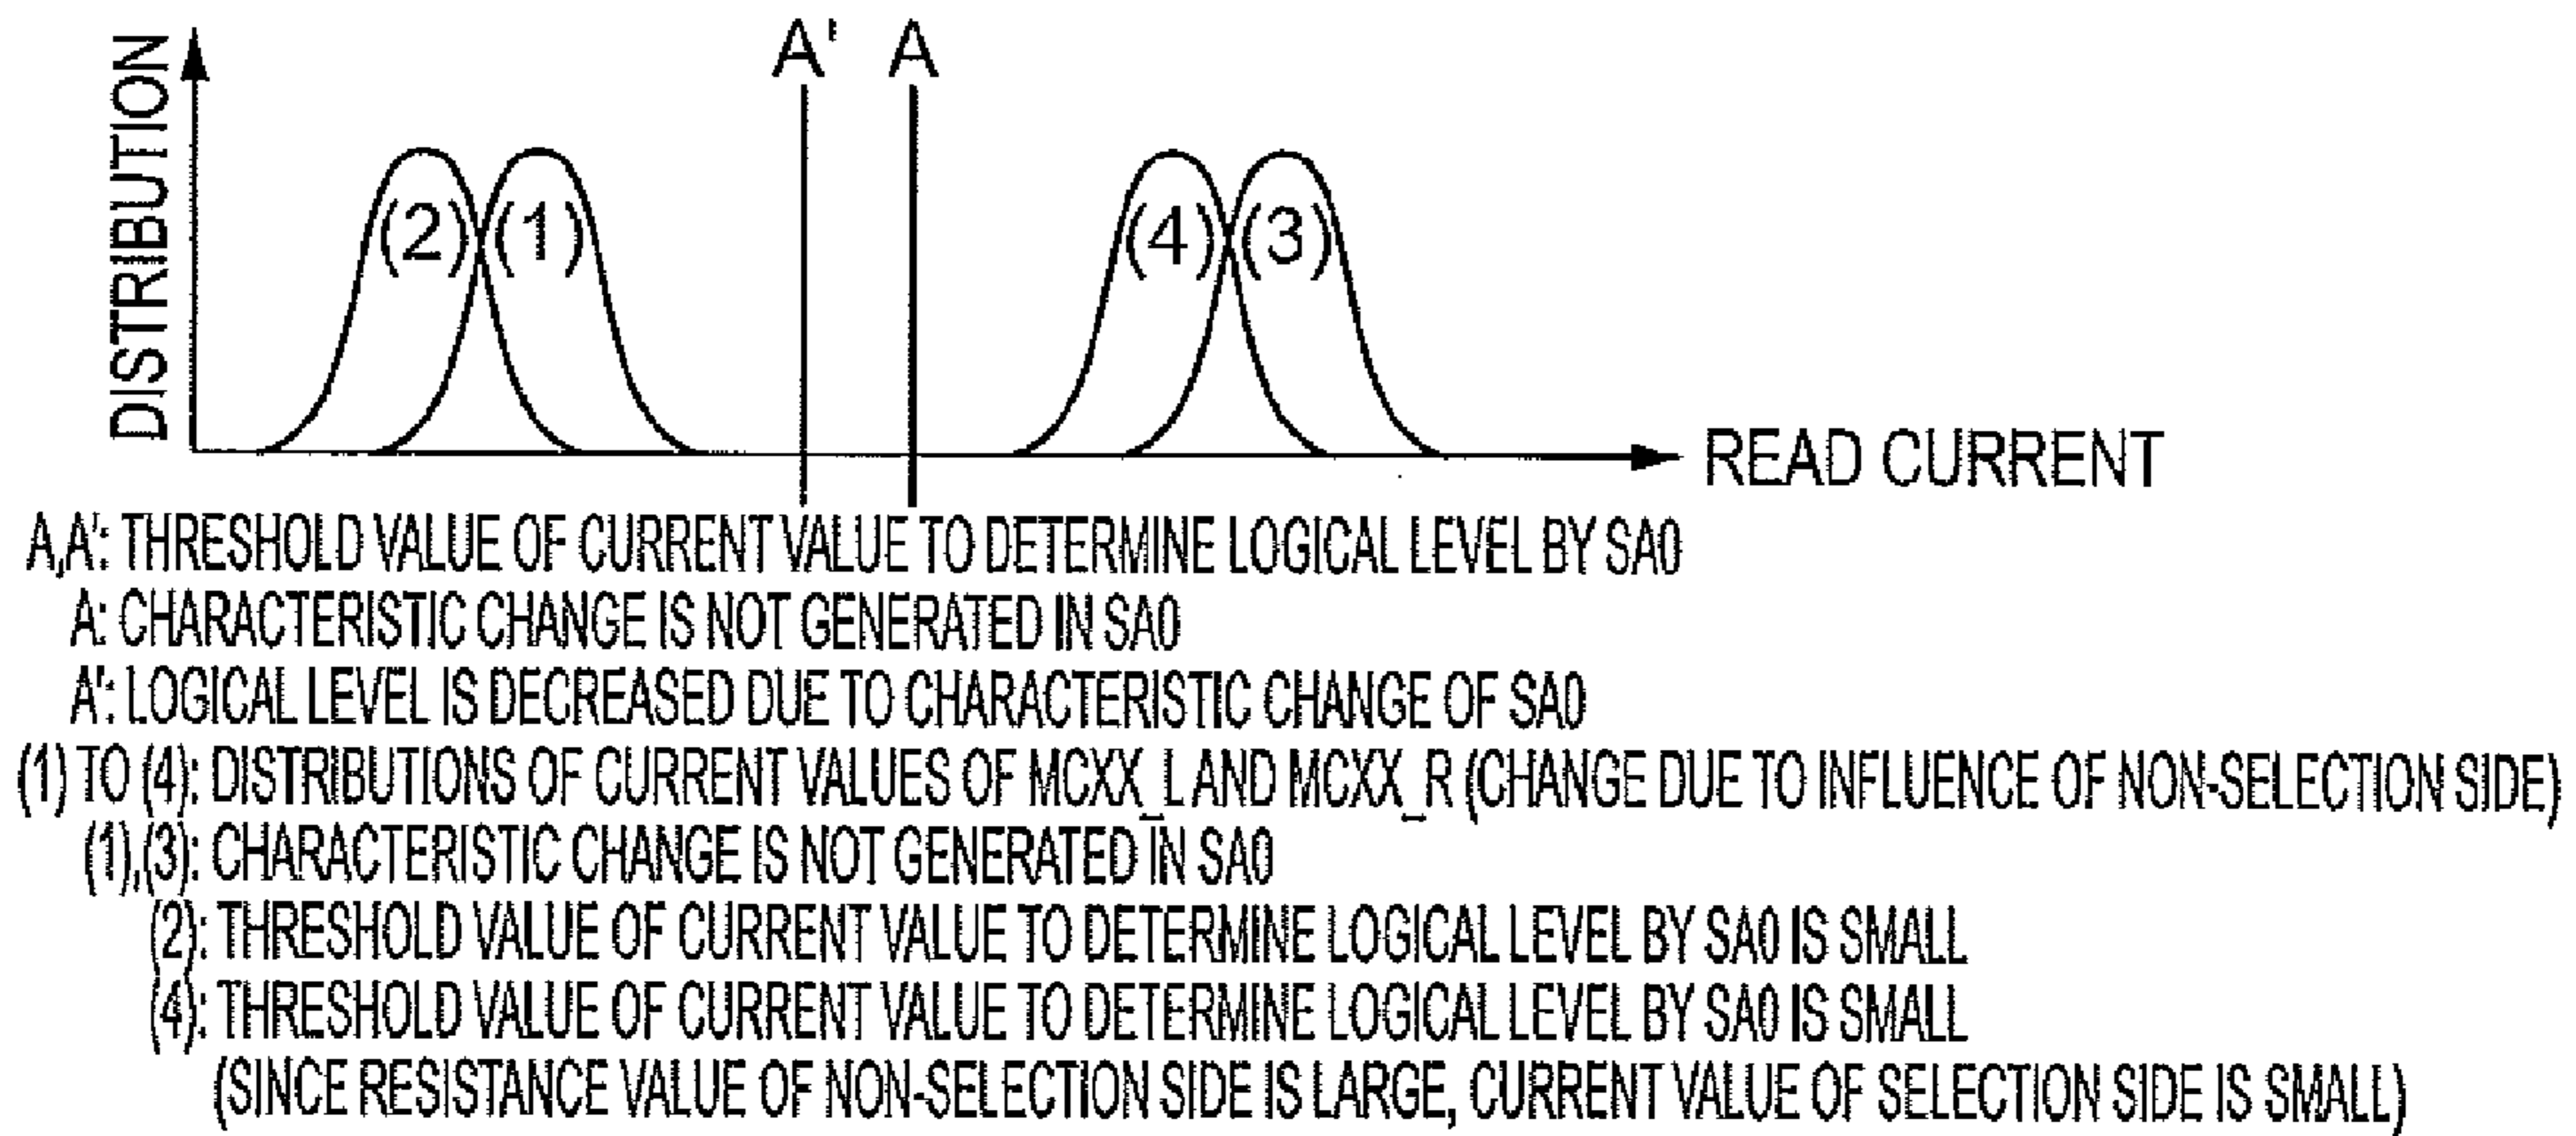 DISTRIBUTION
A' A
(2) (1) (4) (3)
READ CURRENT
A,A': THRESHOLD VALUE OF CURRENT VALUE TO DETERMINE LOGICAL LEVEL BY SA0
A: CHARACTERISTIC CHANGE IS NOT GENERATED IN SA0
A': LOGICAL LEVEL IS DECREASED DUE TO CHARACTERISTIC CHANGE OF SA0
(1) TO (4): DISTRIBUTIONS OF CURRENT VALUES OF MCXX_L AND MCXX_R (CHANGE DUE TO INFLUENCE OF NON-SELECTION SIDE)
(1),(3): CHARACTERISTIC CHANGE IS NOT GENERATED IN SA0
(2): THRESHOLD VALUE OF CURRENT VALUE TO DETERMINE LOGICAL LEVEL BY SA0 IS SMALL
(4): THRESHOLD VALUE OF CURRENT VALUE TO DETERMINE LOGICAL LEVEL BY SA0 IS SMALL
(SINCE RESISTANCE VALUE OF NON-SELECTION SIDE IS LARGE, CURRENT VALUE OF SELECTION SIDE IS SMALL)